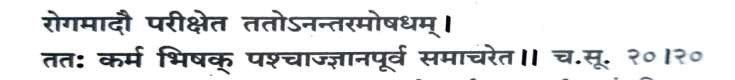 रोगमादौ परीक्षेत ततोऽनन्तरमोषधम् ।
ततः कर्म भिषक् पश्चाज्ज्ञानपूर्व समाचरेत ।। च.सू. २०।२०